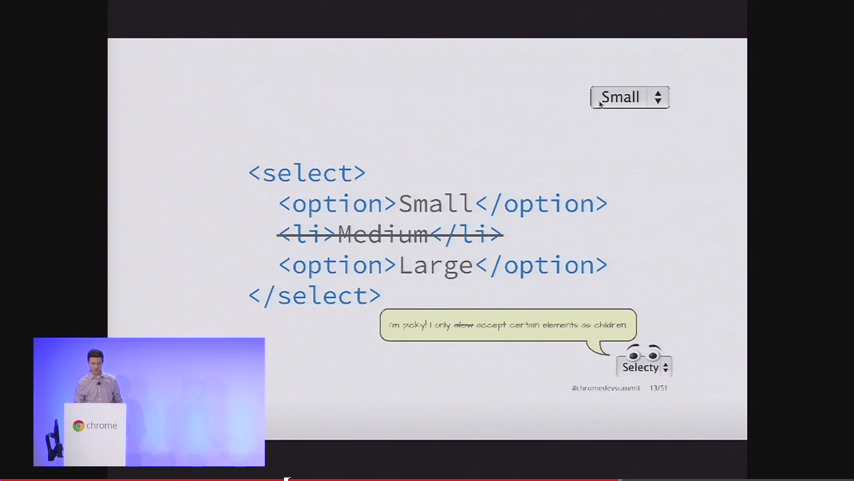 Small
<select>
<option>Small</option>
<li>Medium</li>
<option>Large</option>
</select>
I'm picky! I only allow accept certain elements as children.
Selecty
#chromedevsummit 13/51
chrome